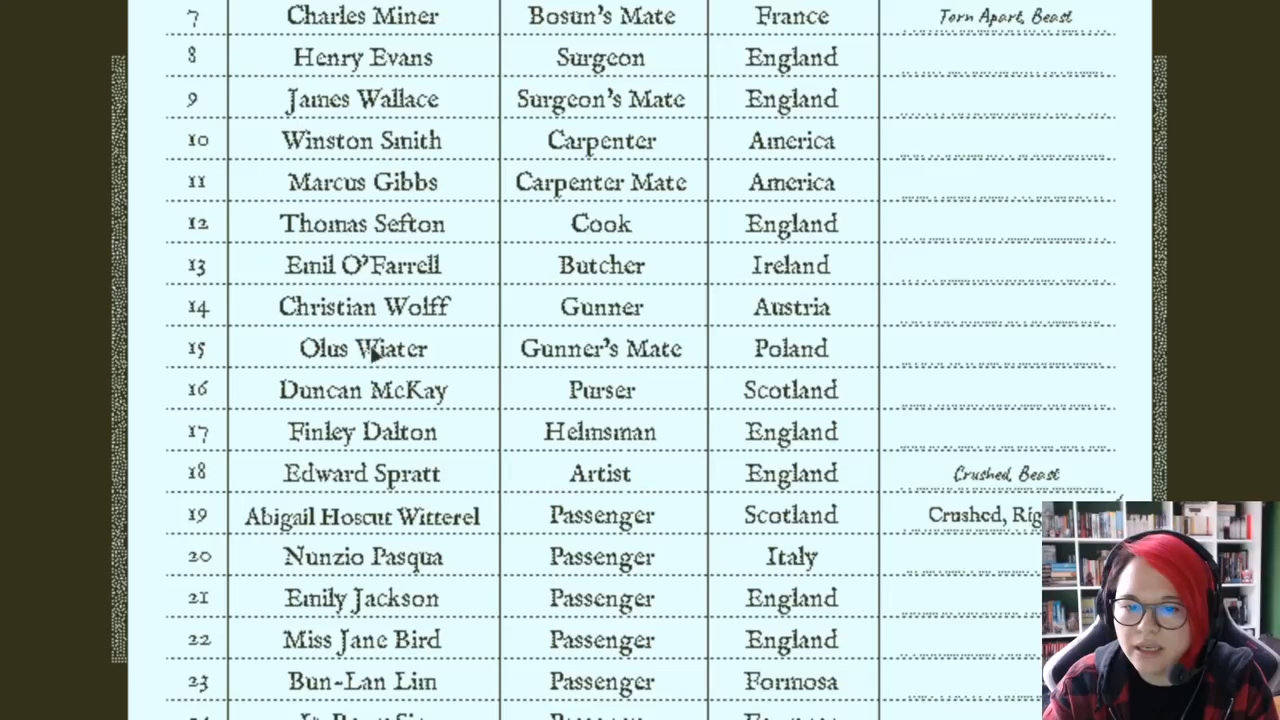 7 Charles Miner Bosun's Mate France Torn Apart, Beast
8 Henry Evans Surgeon England
9 James Wallace Surgeon's Mate England
10 Winston Smith Carpenter America
11 Marcus Gibbs Carpenter Mate America
12 Thomas Sefton Cook England
13 Emil O'Farrell Butcher Ireland
14 Christian Wolff Gunner Austria
15 Olus Wiater Gunner's Mate Poland
16 Duncan McKay Purser Scotland
17 Finley Dalton Helmsman England
18 Edward Spratt Artist England Crushed, Beast
19 Abigail Hoscut Witterel Passenger Scotland Crushed, Rig
20 Nunzio Pasqua Passenger Italy
21 Emily Jackson Passenger England
22 Miss Jane Bird Passenger England
23 Bun-Lan Lim Passenger Formosa